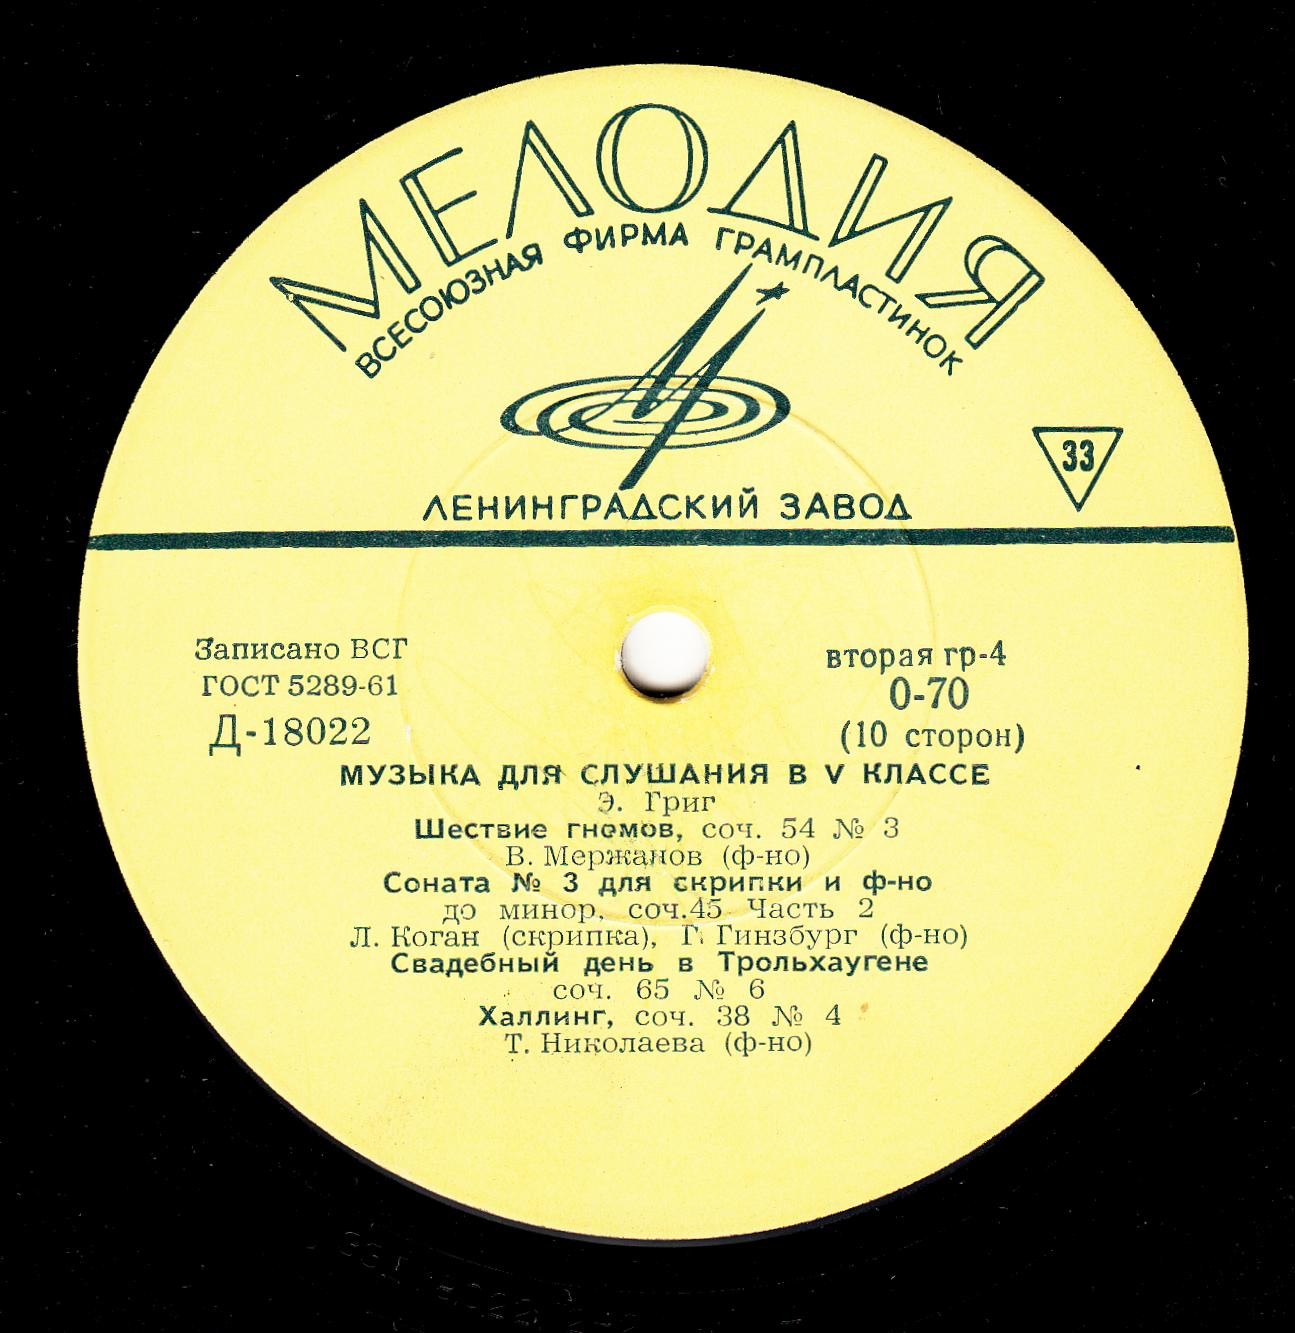 МЕЛОДИЯ
ВСЕСОЮЗНАЯ ФИРМА ГРАМПЛАСТИНОК
33
ЛЕНИНГРАДСКИЙ ЗАВОД
Записано ВСГ
ГОСТ 5289-61
Д-18022
вторая гр-4
0-70
(10 сторон)
МУЗЫКА ДЛЯ СЛУШАНИЯ В V КЛАССЕ
Э. Григ
Шествие гномов, соч. 54 № 3
В. Мержанов (ф-но)
Соната № 3 для скрипки и ф-но
до минор, соч.45 Часть 2
Л. Коган (скрипка), Г. Гинзбург (ф-но)
Свадебный день в Трольхаугене
соч. 65 № 6
Халлинг, соч. 38 № 4
Т. Николаева (ф-но)